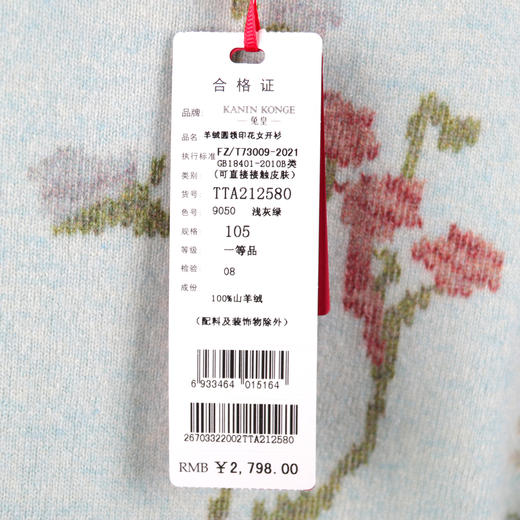 合格证
品牌: KANIN KONGE
兔皇
品名 羊绒圆领印花女开衫
执行标准 FZ/T73009-2021
GB18401-2010B类
类别: (可直接接触皮肤)
货号: TTA212580
色号: 9050 浅灰绿
规格 105
等级 一等品
检验 08
成份
100%山羊绒
(配料及装饰物除外)
6 933464 015164
26703322002TTA212580
RMB ¥2,798.00